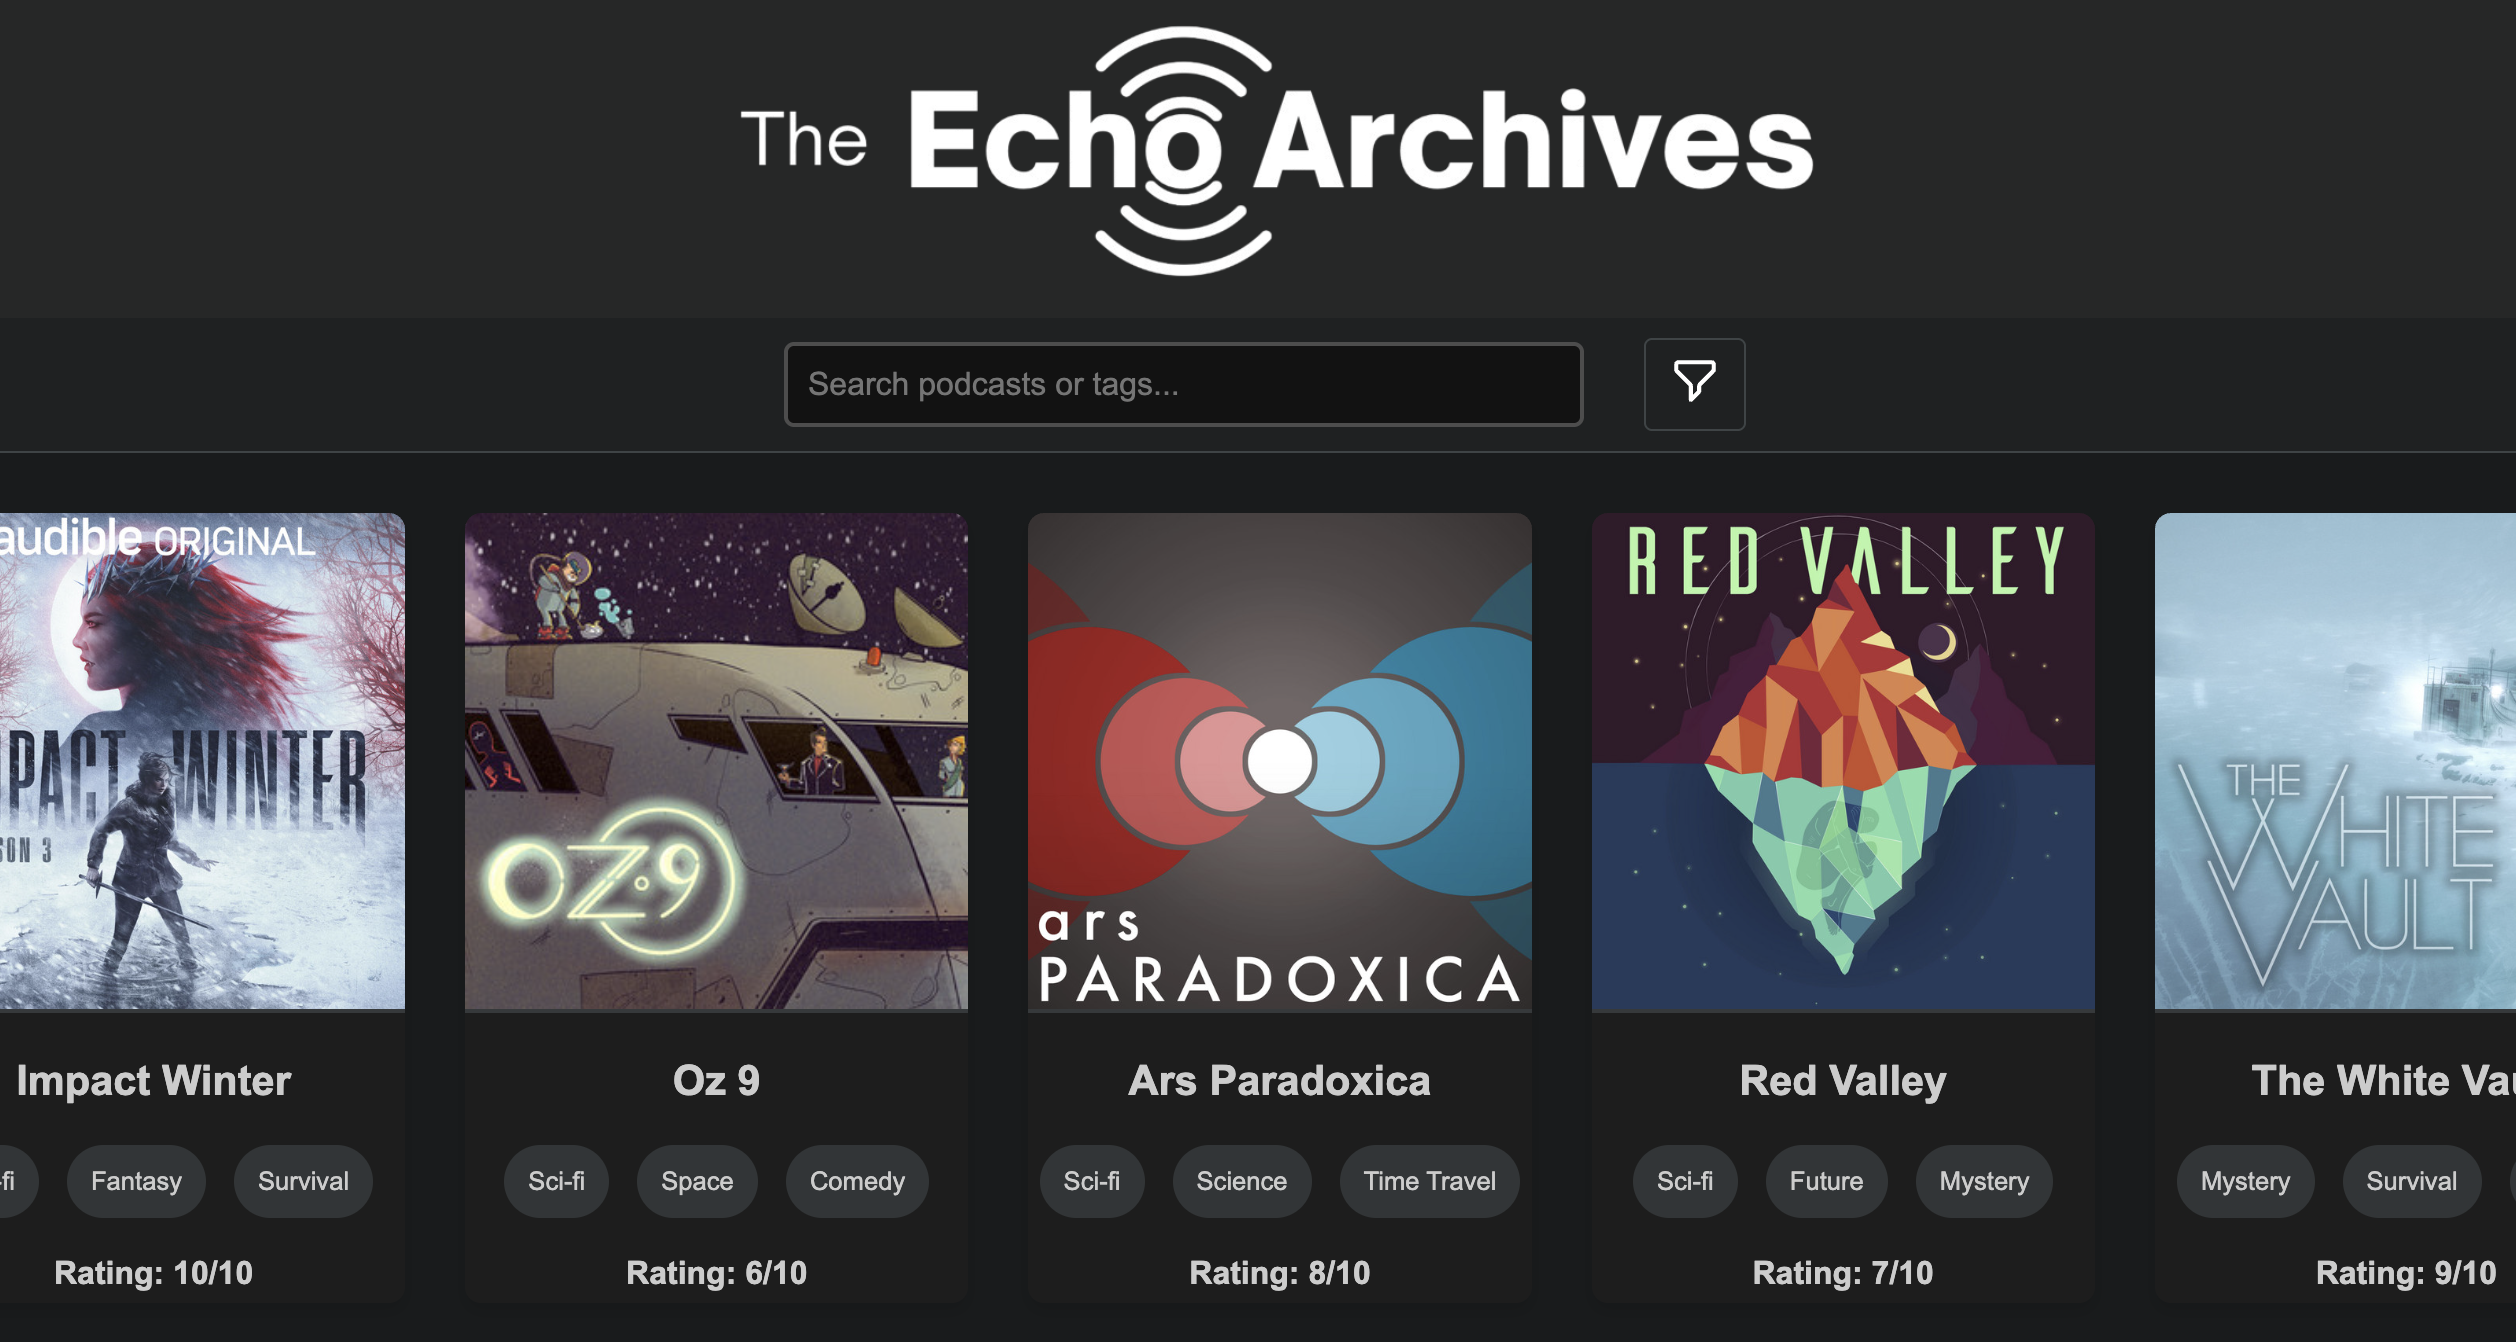 The Echo Archives
Search podcasts or tags...
audible ORIGINAL
PACT WINTER
SON 3
Impact Winter
-fi
Fantasy
Survival
Rating: 10/10
OZ·9
Oz 9
Sci-fi
Space
Comedy
Rating: 6/10
ars
PARADOXICA
Ars Paradoxica
Sci-fi
Science
Time Travel
Rating: 8/10
RED VALLEY
Red Valley
Sci-fi
Future
Mystery
Rating: 7/10
THE
WHITE
VAULT
The White Vau
Mystery
Survival
Rating: 9/10